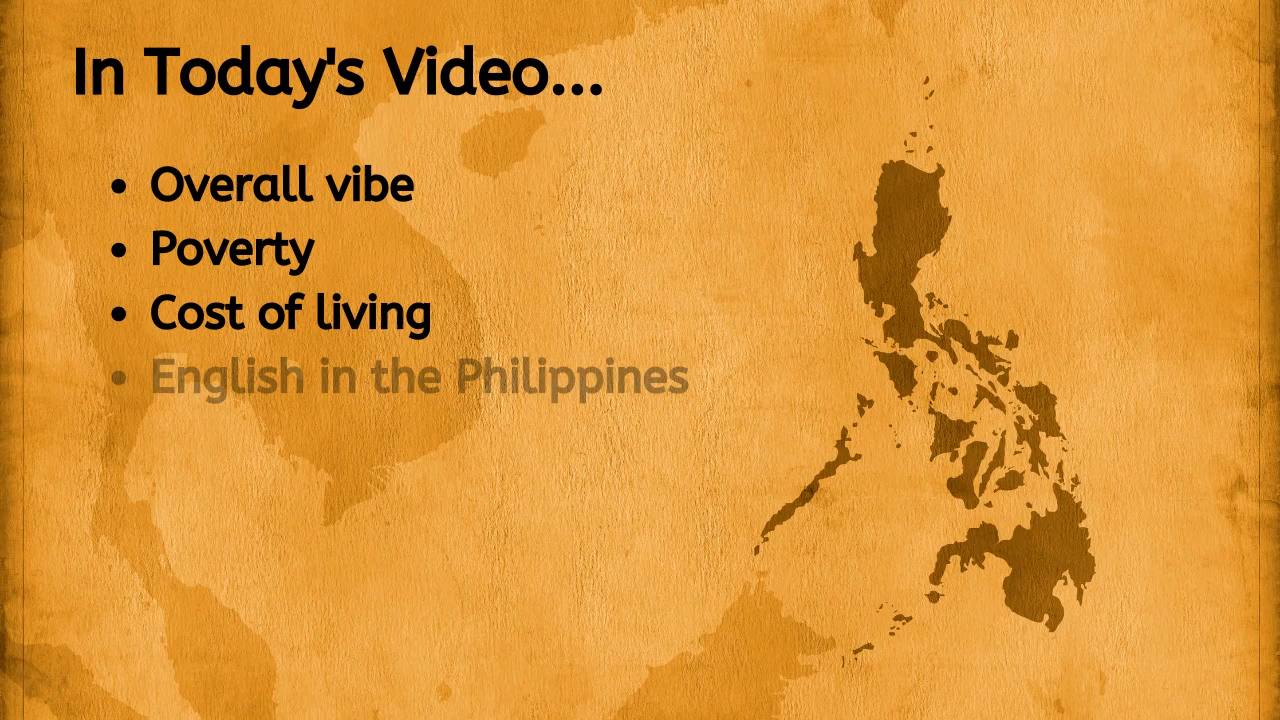 In Today's Video...
• Overall vibe
• Poverty
• Cost of living
• English in the Philippines